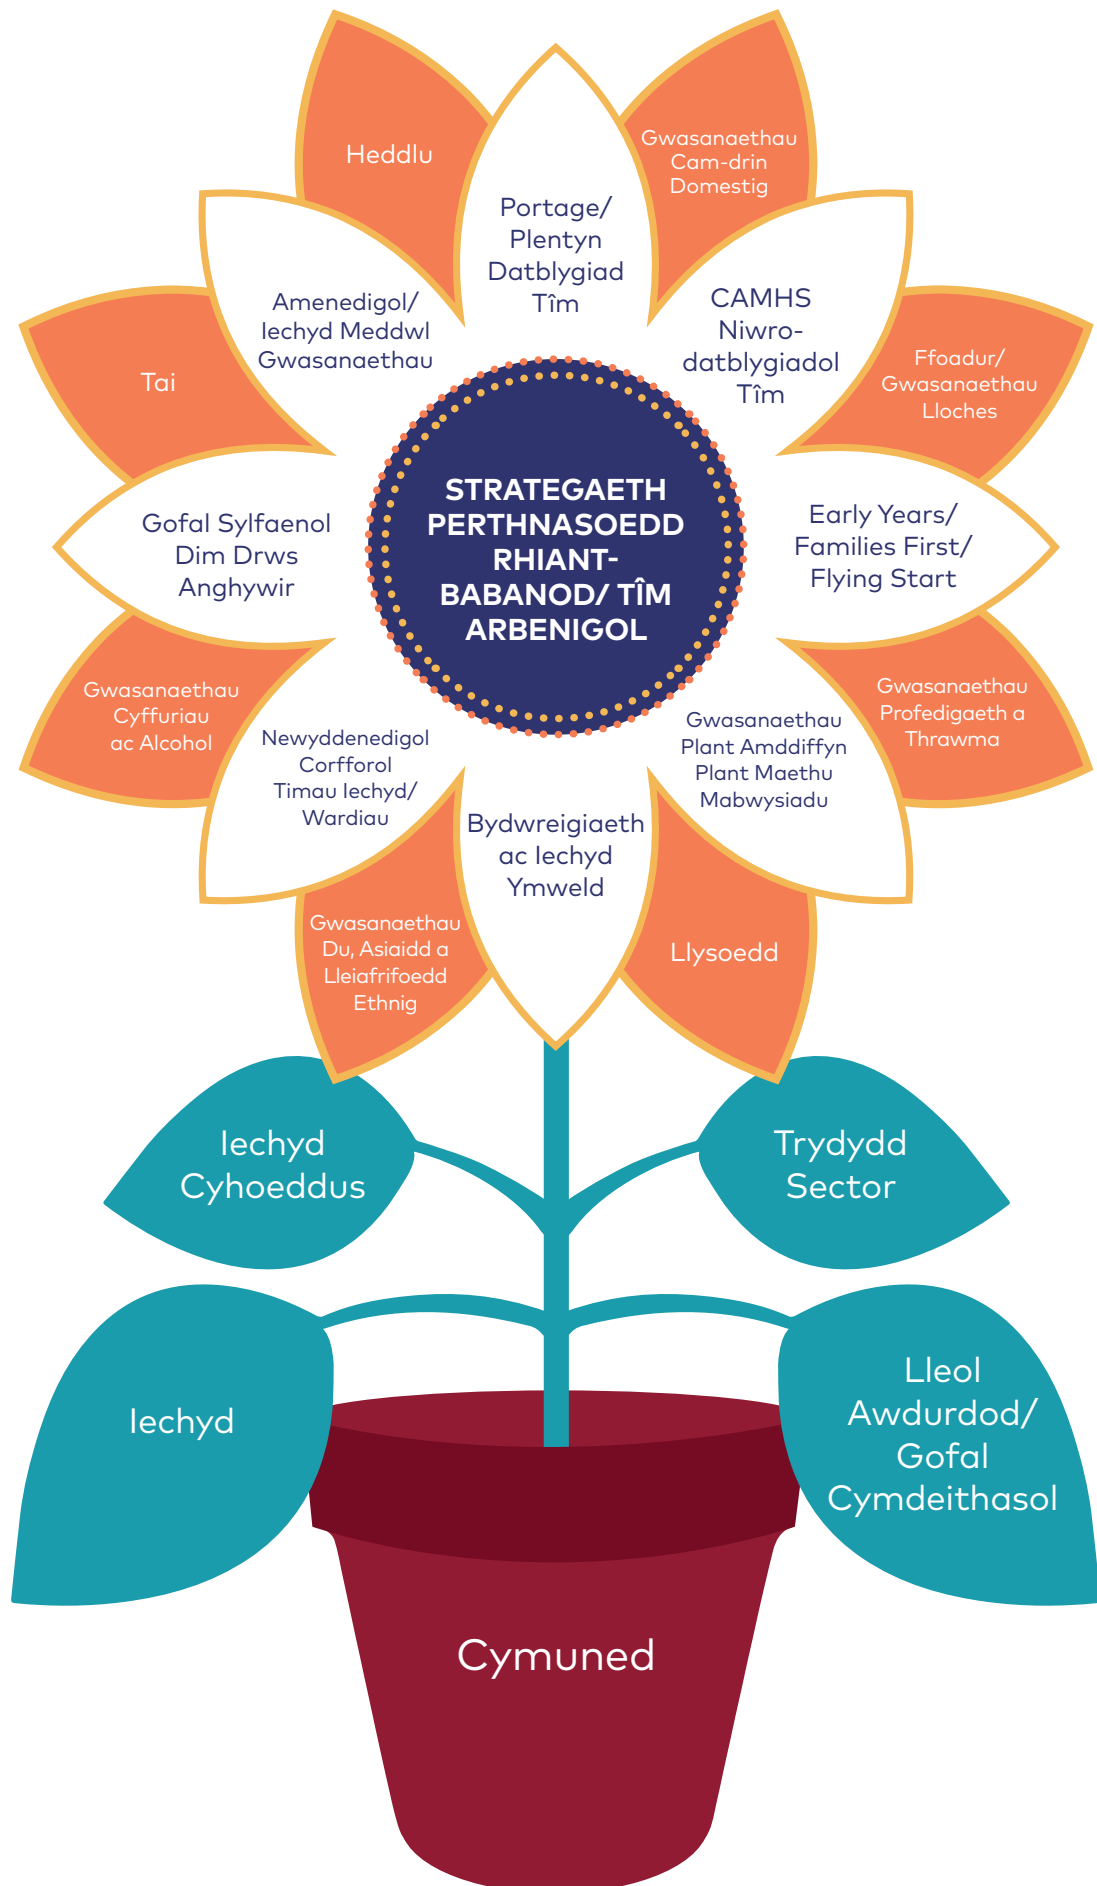 Heddlu
Gwasanaethau
Cam-drin
Domestig
Portage/
Plentyn
Datblygiad
Tîm
Amenedigol/
Iechyd Meddwl
Gwasanaethau
CAMHS
Niwro-
datblygiadol
Tîm
Tai
Ffoadur/
Gwasanaethau
Lloches
STRATEGAETH
PERTHNASOEDD
RHIANT-
BABANOD/ TÎM
ARBENIGOL
Gofal Sylfaenol
Dim Drws
Anghywir
Early Years/
Families First/
Flying Start
Gwasanaethau
Cyffuriau
ac Alcohol
Gwasanaethau
Profedigaeth a
Thrawma
Newyddenedigol
Corfforol
Timau Iechyd/
Wardiau
Gwasanaethau
Plant Amddiffyn
Plant Maethu
Mabwysiadu
Bydwreigiaeth
ac Iechyd
Ymweld
Gwasanaethau
Du, Asiaidd a
Lleiafrifoedd
Ethnig
Llysoedd
Iechyd
Cyhoeddus
Trydydd
Sector
Iechyd
Lleol
Awdurdod/
Gofal
Cymdeithasol
Cymuned